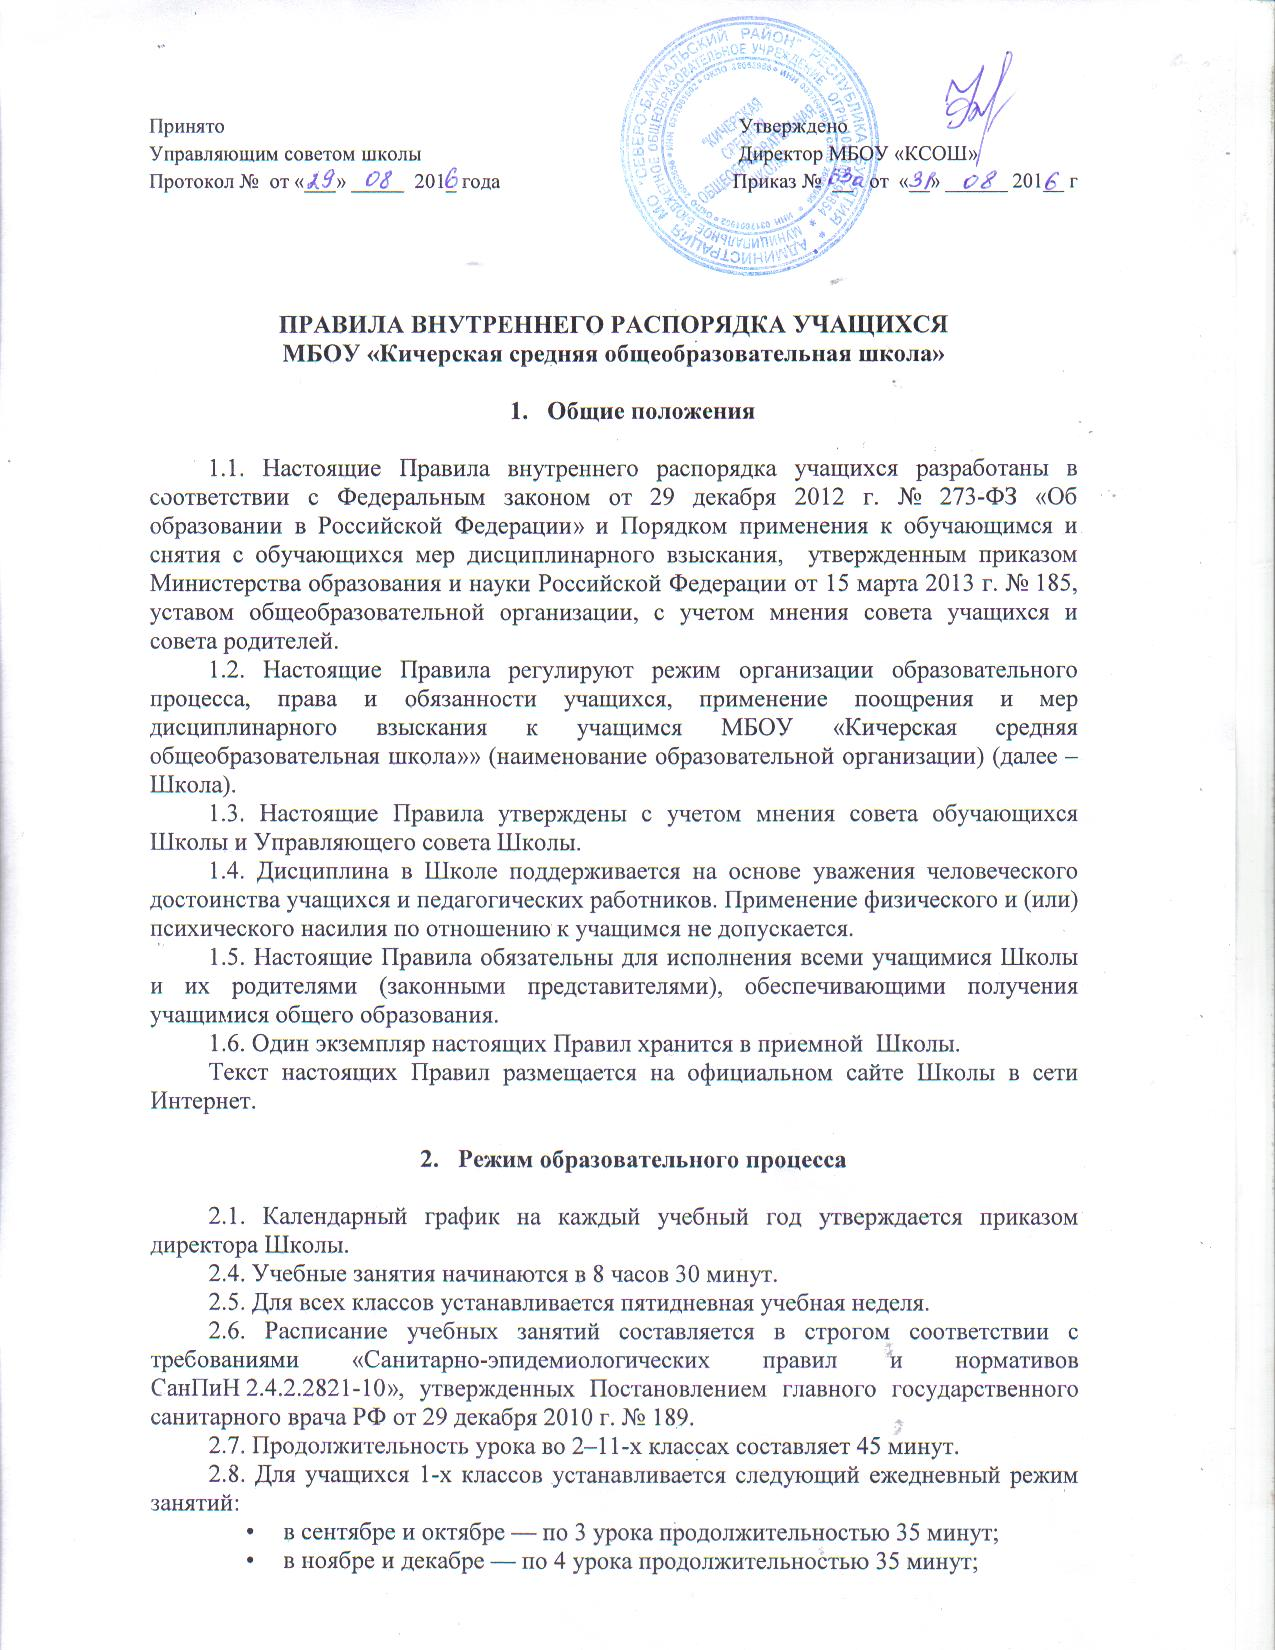 Принято Утверждено
Управляющим советом школы Директор МБОУ «КСОШ»
Протокол № от «29» 08 2016 года Приказ № 63а от «31» 08 2016 г
ПРАВИЛА ВНУТРЕННЕГО РАСПОРЯДКА УЧАЩИХСЯ
МБОУ «Кичерская средняя общеобразовательная школа»
1. Общие положения
1.1. Настоящие Правила внутреннего распорядка учащихся разработаны в
соответствии с Федеральным законом от 29 декабря 2012 г. № 273-ФЗ «Об
образовании в Российской Федерации» и Порядком применения к обучающимся и
снятия с обучающихся мер дисциплинарного взыскания, утвержденным приказом
Министерства образования и науки Российской Федерации от 15 марта 2013 г. № 185,
уставом общеобразовательной организации, с учетом мнения совета учащихся и
совета родителей.
1.2. Настоящие Правила регулируют режим организации образовательного
процесса, права и обязанности учащихся, применение поощрения и мер
дисциплинарного взыскания к учащимся МБОУ «Кичерская средняя
общеобразовательная школа»» (наименование образовательной организации) (далее –
Школа).
1.3. Настоящие Правила утверждены с учетом мнения совета обучающихся
Школы и Управляющего совета Школы.
1.4. Дисциплина в Школе поддерживается на основе уважения человеческого
достоинства учащихся и педагогических работников. Применение физического и (или)
психического насилия по отношению к учащимся не допускается.
1.5. Настоящие Правила обязательны для исполнения всеми учащимися Школы
и их родителями (законными представителями), обеспечивающими получения
учащимися общего образования.
1.6. Один экземпляр настоящих Правил хранится в приемной Школы.
Текст настоящих Правил размещается на официальном сайте Школы в сети
Интернет.
2. Режим образовательного процесса
2.1. Календарный график на каждый учебный год утверждается приказом
директора Школы.
2.4. Учебные занятия начинаются в 8 часов 30 минут.
2.5. Для всех классов устанавливается пятидневная учебная неделя.
2.6. Расписание учебных занятий составляется в строгом соответствии с
требованиями «Санитарно-эпидемиологических правил и нормативов
СанПиН 2.4.2.2821-10», утвержденных Постановлением главного государственного
санитарного врача РФ от 29 декабря 2010 г. № 189.
2.7. Продолжительность урока во 2–11-х классах составляет 45 минут.
2.8. Для учащихся 1-х классов устанавливается следующий ежедневный режим
занятий:
• в сентябре и октябре — по 3 урока продолжительностью 35 минут;
• в ноябре и декабре — по 4 урока продолжительностью 35 минут;